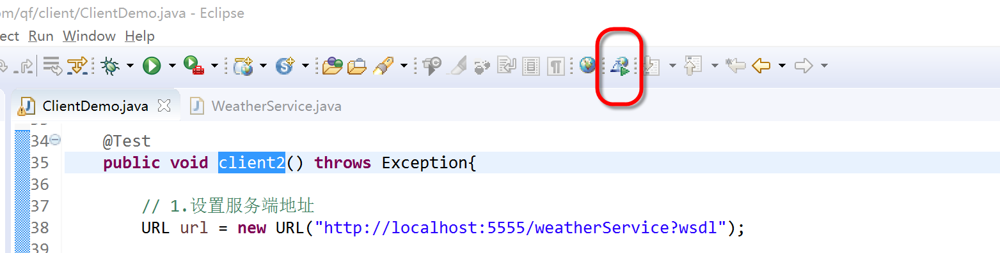 om/qf/client/ClientDemo.java - Eclipse
ect Run Window Help
ClientDemo.java WeatherService.java
34 @Test
35 public void client2() throws Exception{
36
37 // 1.设置服务端地址
38 URL url = new URL("http://localhost:5555/weatherService?wsdl");
39